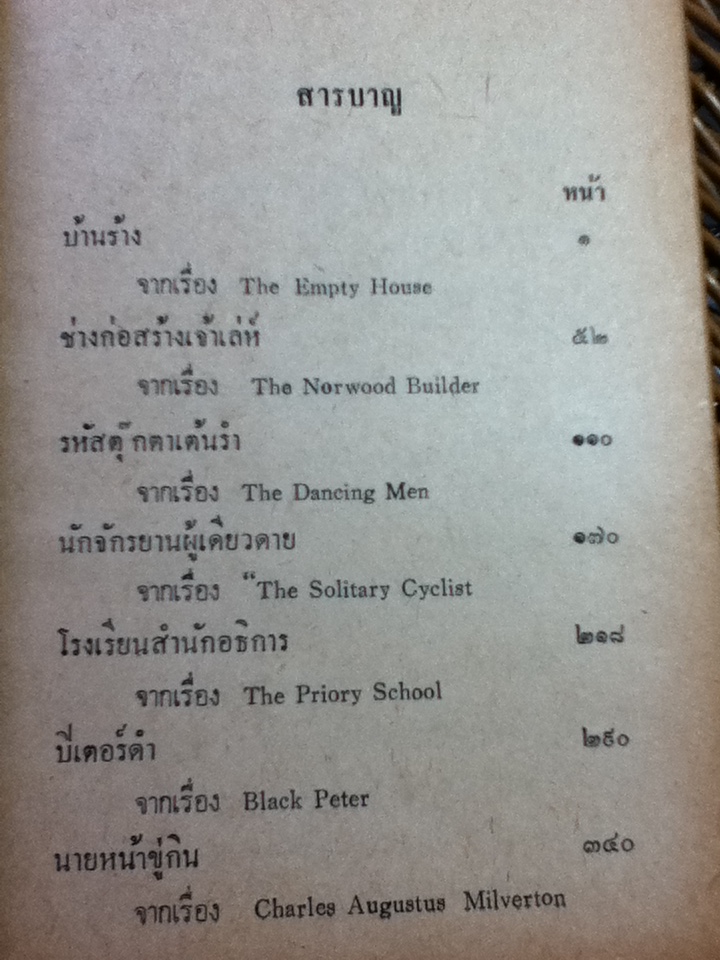 สารบาญ
หน้า
บ้านร้าง ๑
จากเรื่อง The Empty House
ช่างก่อสร้างเจ้าเล่ห์ ๕๒
จากเรื่อง The Norwood Builder
รหัสตุ๊กตาเต้นรำ ๑๑๐
จากเรื่อง The Dancing Men
นักจักรยานผู้เดียวดาย ๑๗๐
จากเรื่อง "The Solitary Cyclist
โรงเรียนสำนักอธิการ ๒๑๘
จากเรื่อง The Priory School
ปีเตอร์ดำ ๒๙๐
จากเรื่อง Black Peter
นายหน้าขู่กิน ๓๔๐
จากเรื่อง Charles Augustus Milverton